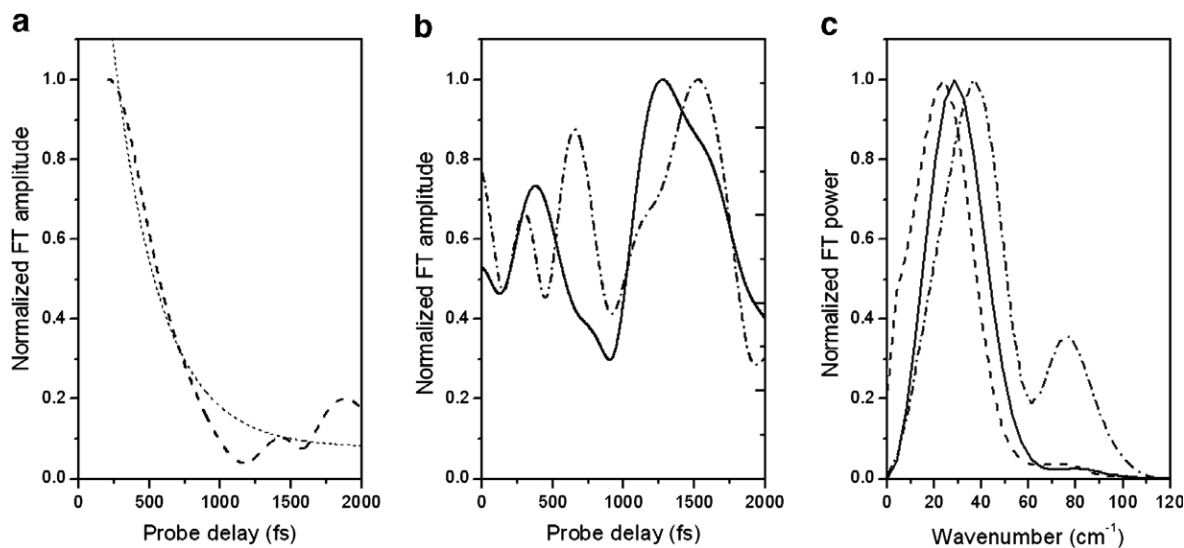 a
Normalized FT amplitude
1.0
0.8
0.6
0.4
0.2
0.0
0 500 1000 1500 2000
Probe delay (fs)
b
Normalized FT amplitude
1.0
0.8
0.6
0.4
0.2
0.0
0 500 1000 1500 2000
Probe delay (fs)
c
Normalized FT power
1.0
0.8
0.6
0.4
0.2
0.0
0 20 40 60 80 100 120
Wavenumber (cm⁻¹)